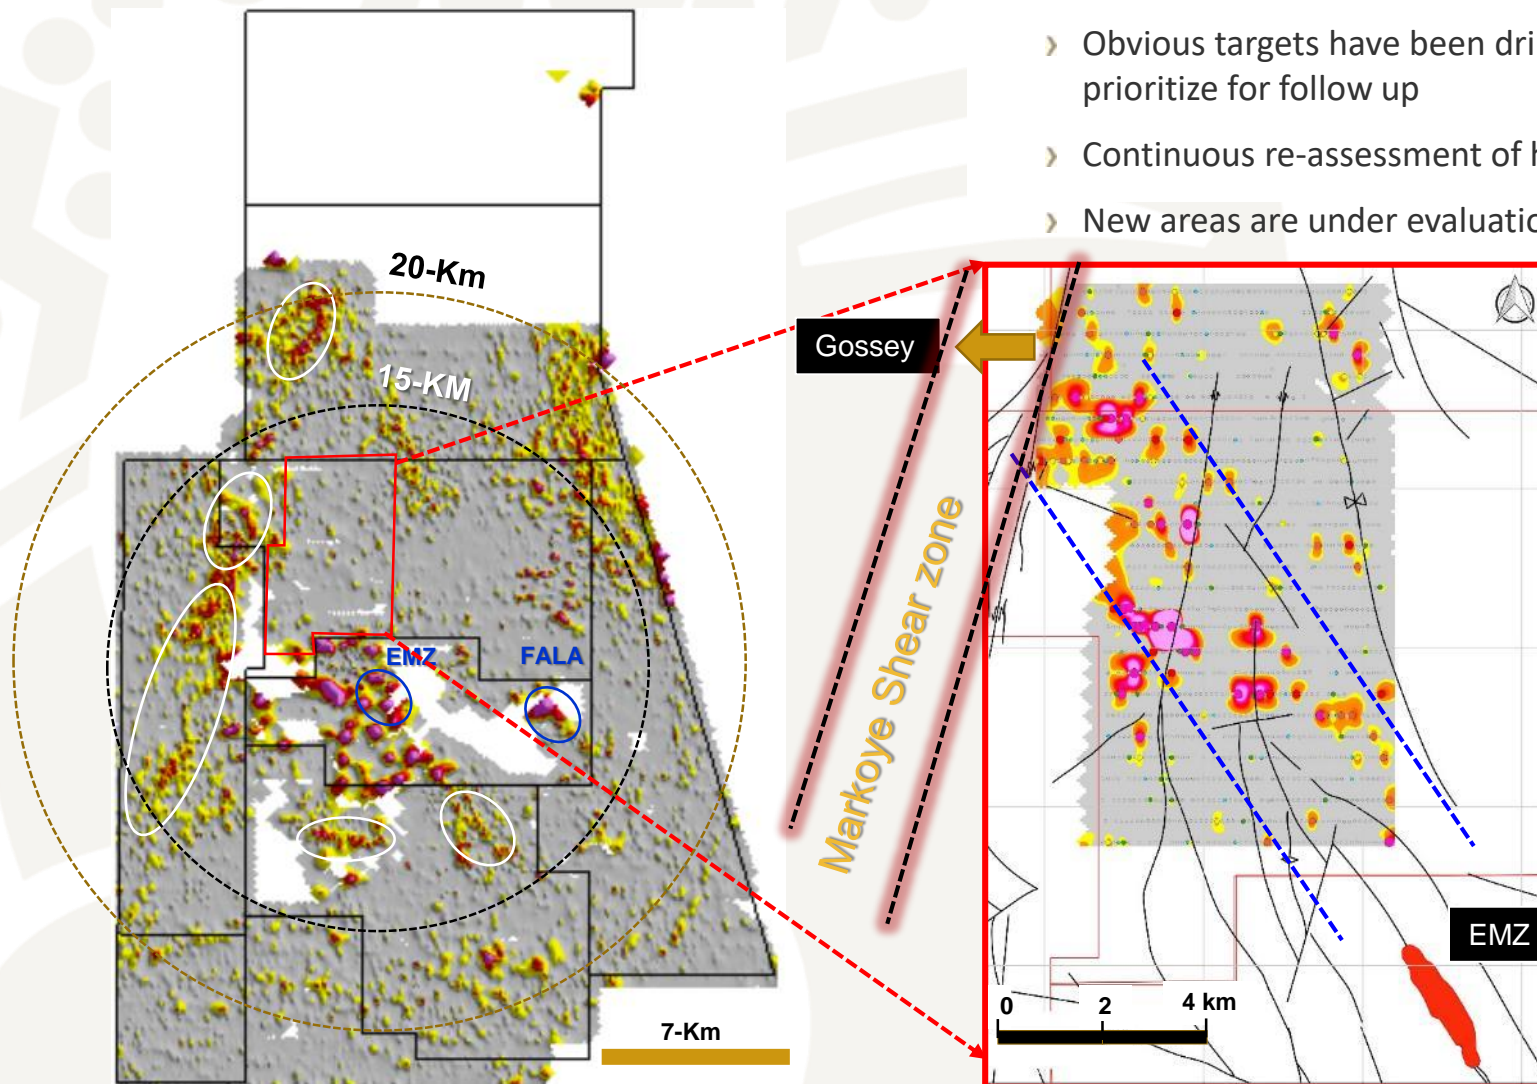 › Obvious targets have been dri
prioritize for follow up
› Continuous re-assessment of
› New areas are under evaluatio
20-Km
15-KM
Gossey
Markoye Shear zone
EMZ
FALA
EMZ
0 2 4 km
7-Km